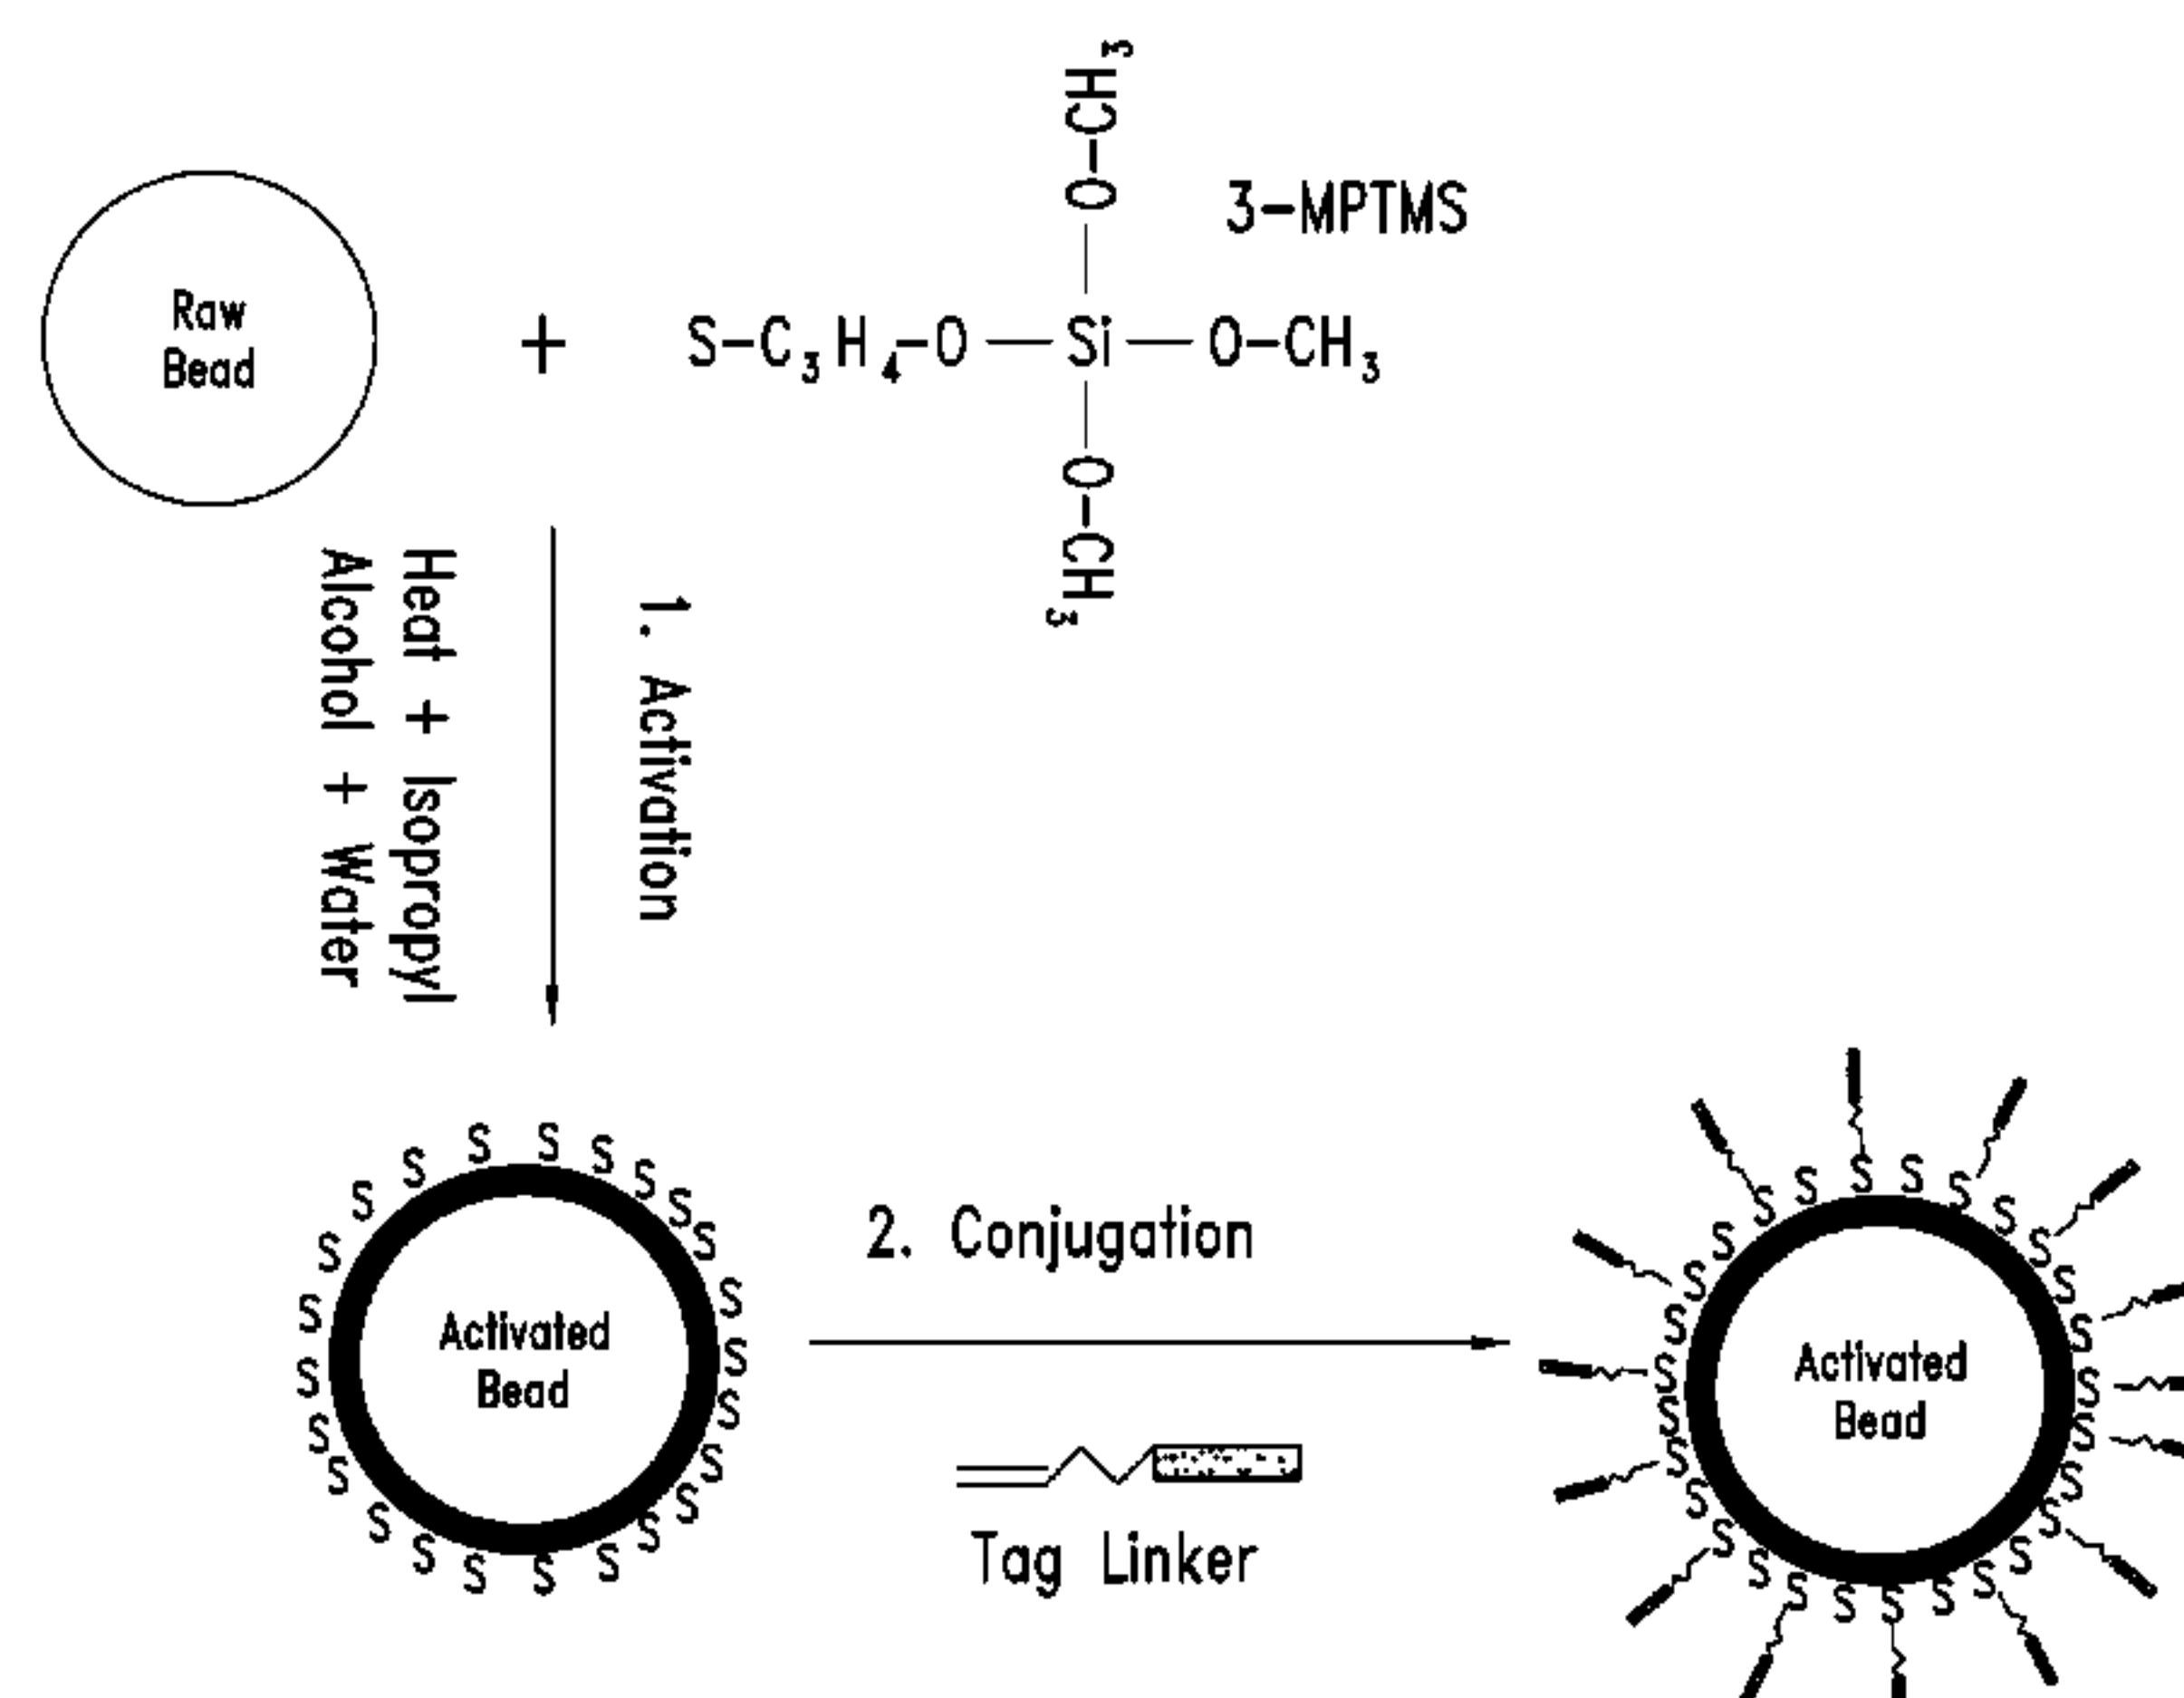 Raw
Bead
+
3HC-O
3-MPTMS
S-C3H4-O-Si-O-CH3
O-CH3
Heat + Isopropyl
Alcohol + Water
1. Activation
S S S S S S S S S S S S S S S S S S S S S S S S
Activated
Bead
2. Conjugation
Tag Linker
S S S S S S S S S S S S S S S S S S S S S S S S S S S S
Activated
Bead